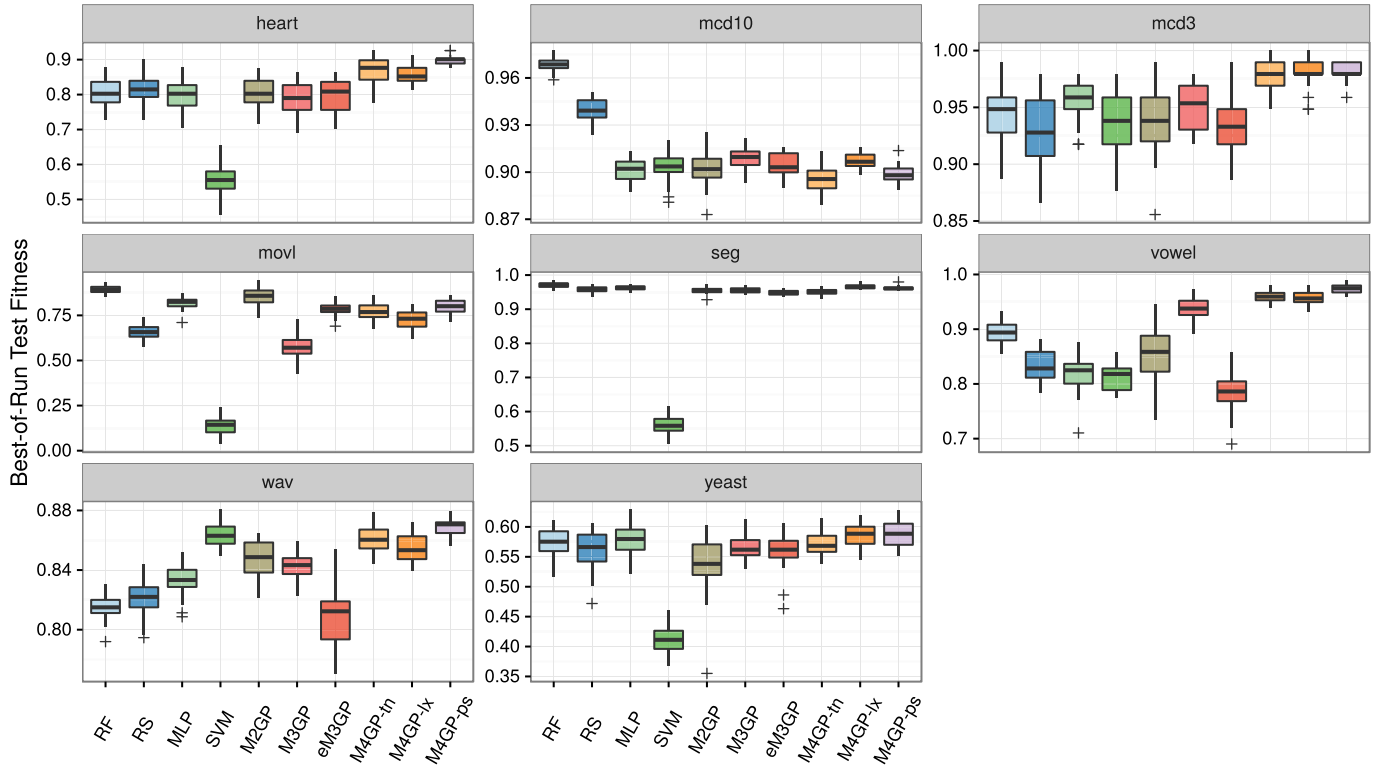 heart
mcd10
mcd3
0.9
0.8
0.7
0.6
0.5
0.96
0.93
0.90
0.87
1.00
0.95
0.90
0.85
movl
seg
vowel
0.75
0.50
0.25
0.00
1.0
0.9
0.8
0.7
0.6
0.5
1.0
0.9
0.8
0.7
Best-of-Run Test Fitness
wav
yeast
0.88
0.84
0.80
0.60
0.55
0.50
0.45
0.40
0.35
RF
RS
MLP
SVM
M2GP
M3GP
eM3GP
M4GP-tn
M4GP-lx
M4GP-ps
RF
RS
MLP
SVM
M2GP
M3GP
eM3GP
M4GP-tn
M4GP-lx
M4GP-ps